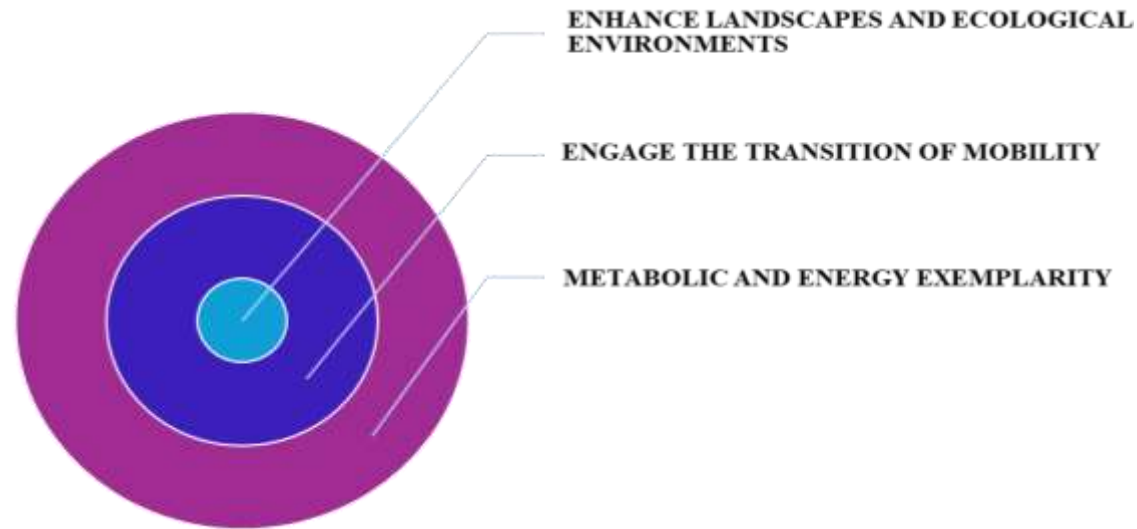 ENHANCE LANDSCAPES AND ECOLOGICAL
ENVIRONMENTS
ENGAGE THE TRANSITION OF MOBILITY
METABOLIC AND ENERGY EXEMPLARITY